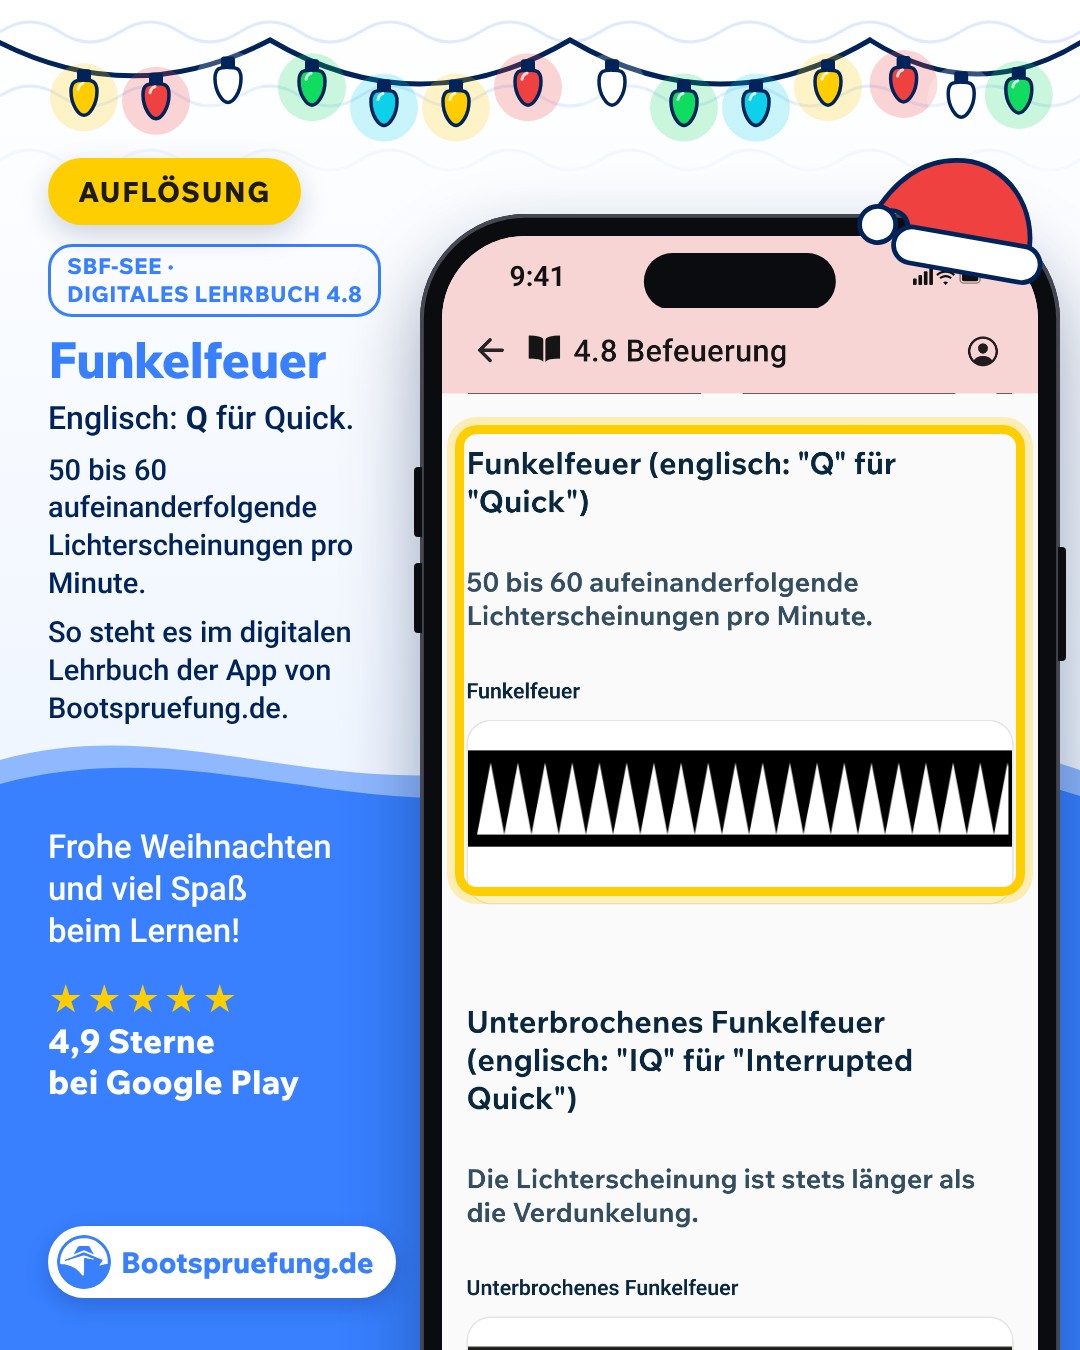 AUFLÖSUNG
SBF-SEE ·
DIGITALES LEHRBUCH 4.8
Funkelfeuer
Englisch: Q für Quick.
50 bis 60
aufeinanderfolgende
Lichterscheinungen pro
Minute.
So steht es im digitalen
Lehrbuch der App von
Bootspruefung.de.
Frohe Weihnachten
und viel Spaß
beim Lernen!
★★★★★
4,9 Sterne
bei Google Play
Bootspruefung.de
9:41
4.8 Befeuerung
Funkelfeuer (englisch: "Q" für
"Quick")
50 bis 60 aufeinanderfolgende
Lichterscheinungen pro Minute.
Funkelfeuer
Unterbrochenes Funkelfeuer
(englisch: "IQ" für "Interrupted
Quick")
Die Lichterscheinung ist stets länger als
die Verdunkelung.
Unterbrochenes Funkelfeuer